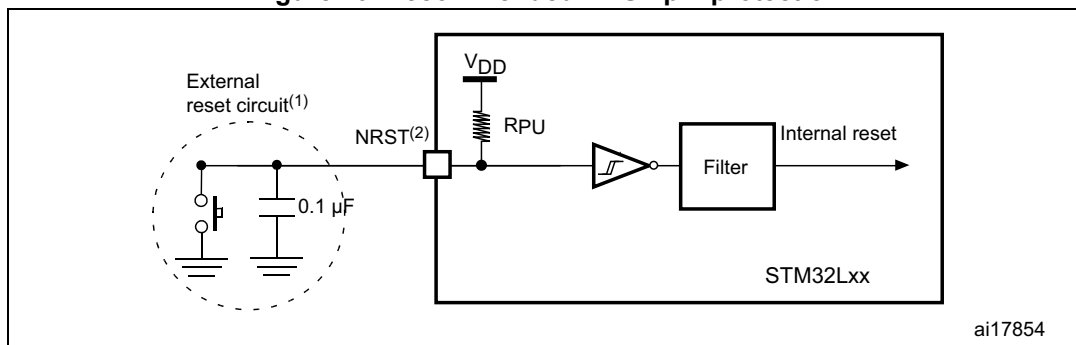 External
reset circuit(1)
NRST(2)
VDD
RPU
Filter
Internal reset
0.1 μF
STM32Lxx
ai17854